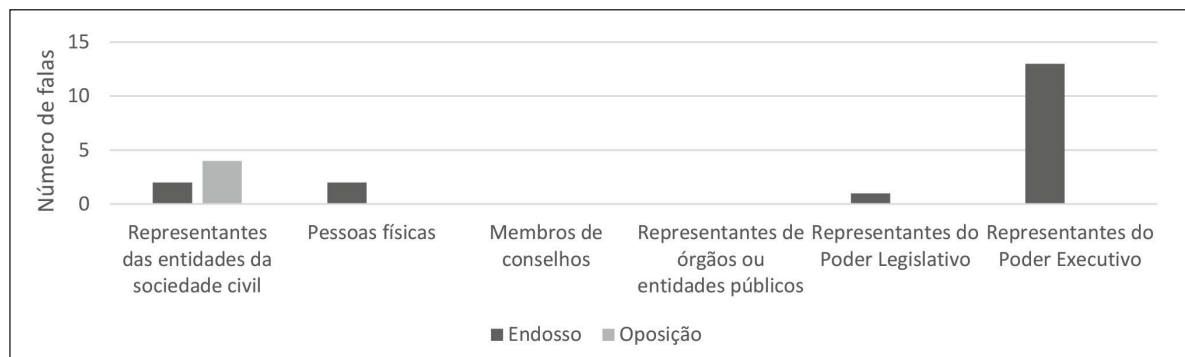 Número de falas
15
10
5
0
Representantes
das entidades da
sociedade civil
Pessoas físicas
Membros de
conselhos
Representantes de
órgãos ou
entidades públicos
Representantes do
Poder Legislativo
Representantes do
Poder Executivo
Endosso
Oposição